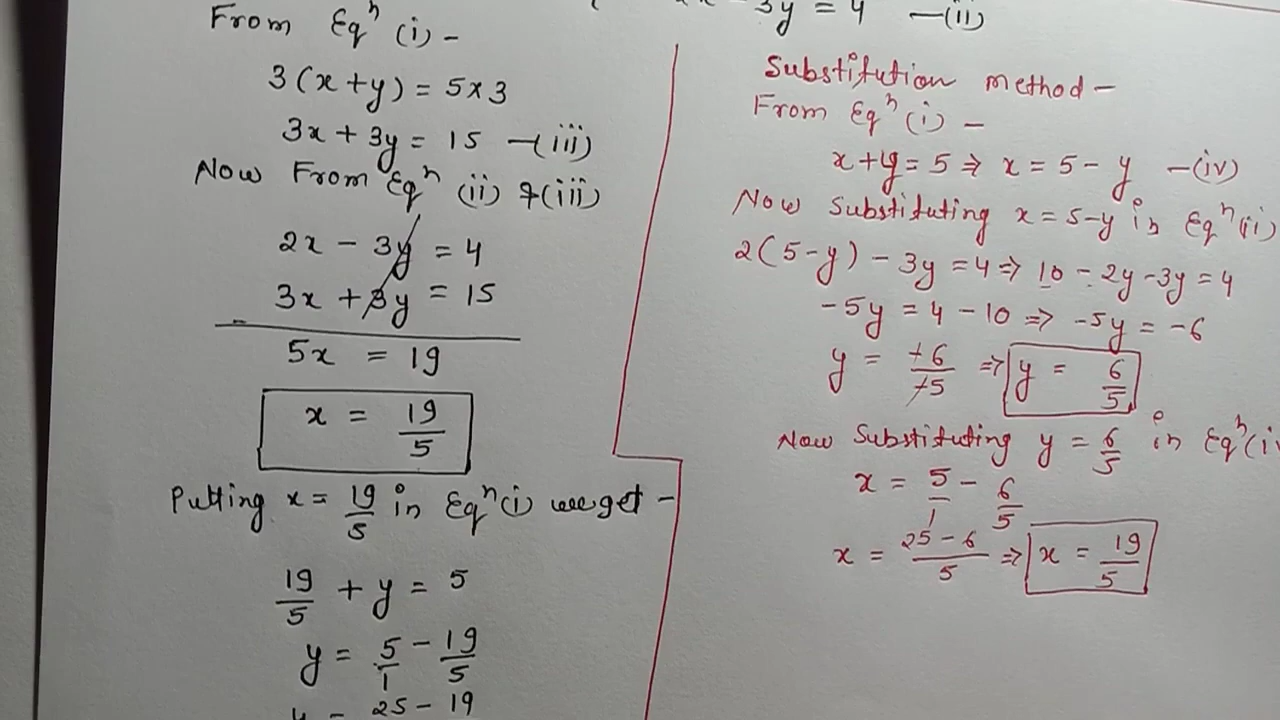 3y = 4 —(ii)
From Eqⁿ (i) -
3(x+y) = 5×3
3x + 3y = 15 —(iii)
Now From Eqⁿ (ii) & (iii)
2x - 3y = 4
3x + 3y = 15
5x = 19
x = 19/5
Putting x = 19/5 in Eqⁿ(i) we get -
19/5 + y = 5
y = 5/1 - 19/5
25 - 19
Substitution method -
From Eqⁿ(i) -
x+y = 5 ⇒ x = 5 - y —(iv)
Now Substituting x = 5-y in Eqⁿ(ii)
2(5-y) - 3y = 4 ⇒ 10 - 2y - 3y = 4
-5y = 4 - 10 ⇒ -5y = -6
y = -6/-5 ⇒ y = 6/5
Now Substituting y = 6/5 in Eqⁿ(i
x = 5/1 - 6/5
x = 25-6/5 ⇒ x = 19/5